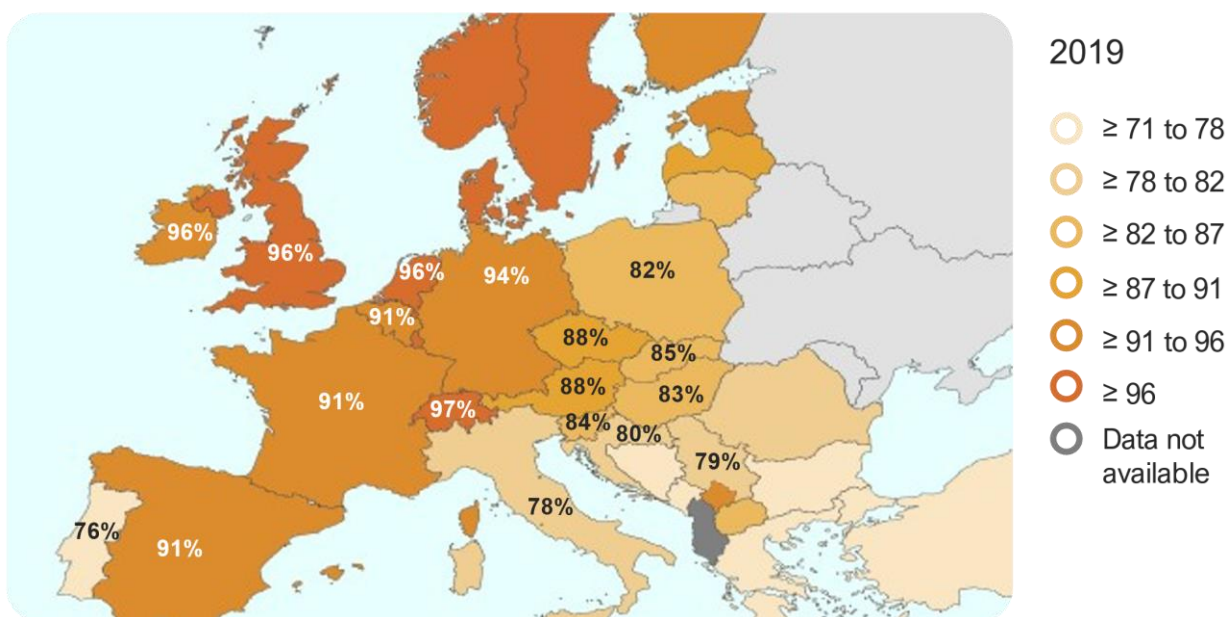 2019
≥ 71 to 78
≥ 78 to 82
≥ 82 to 87
≥ 87 to 91
≥ 91 to 96
≥ 96
Data not
available
96%
96%
96%
94%
82%
91%
88%
85%
91%
97%
88%
83%
84%
80%
79%
78%
76%
91%